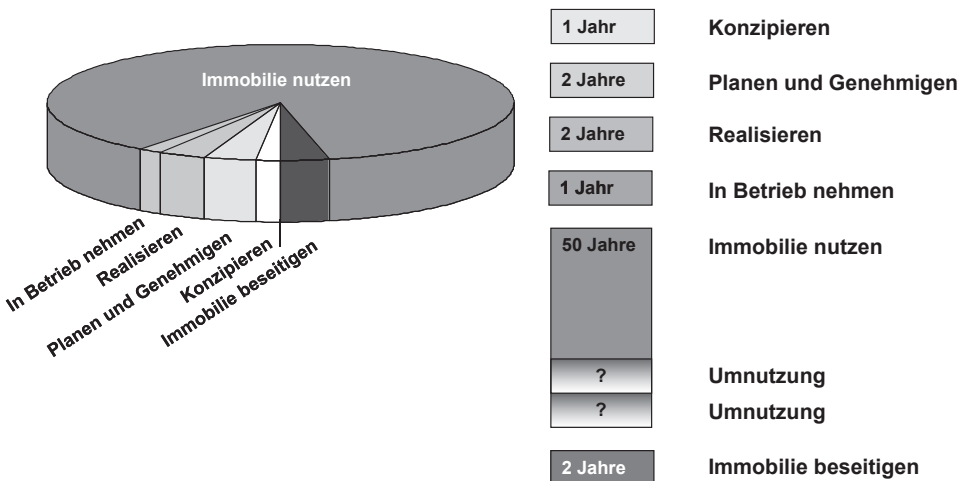 Immobilie nutzen
In Betrieb nehmen
Realisieren
Planen und Genehmigen
Konzipieren
Immobilie beseitigen
1 Jahr Konzipieren
2 Jahre Planen und Genehmigen
2 Jahre Realisieren
1 Jahr In Betrieb nehmen
50 Jahre Immobilie nutzen
? Umnutzung
? Umnutzung
2 Jahre Immobilie beseitigen